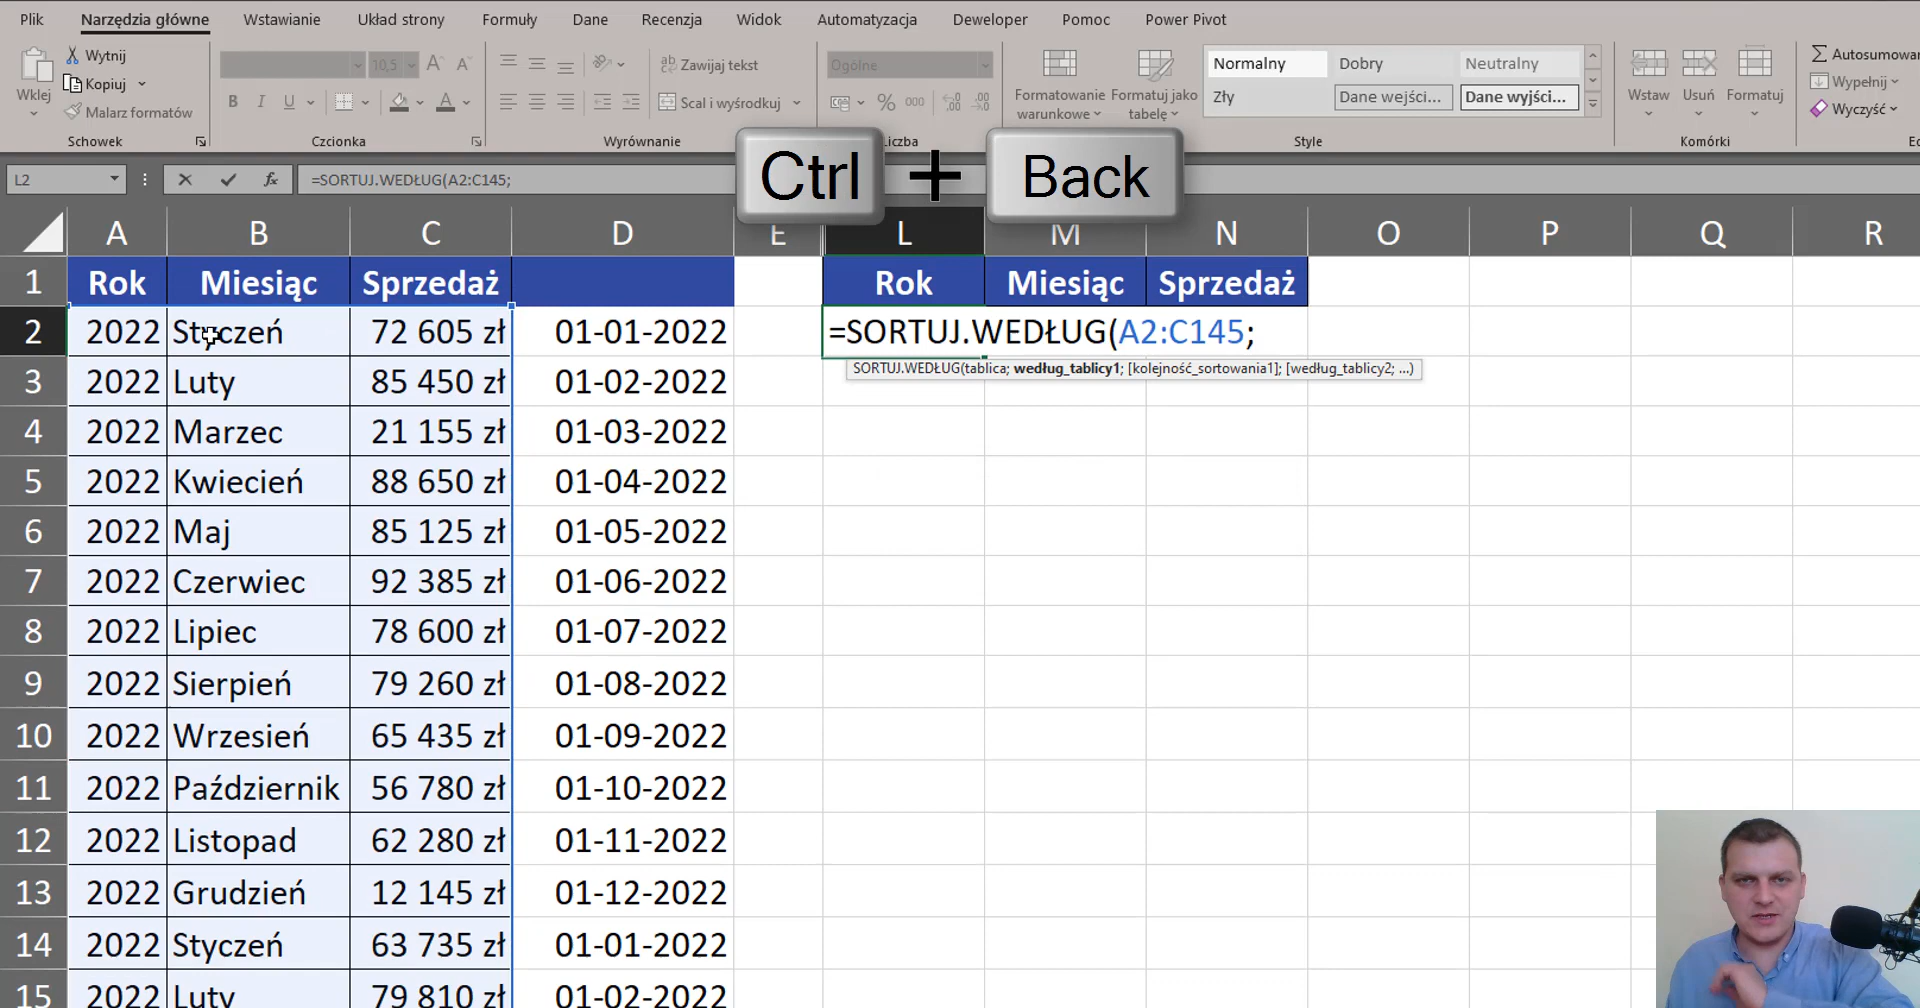 Plik Narzędzia główne Wstawianie Układ strony Formuły Dane Recenzja Widok Automatyzacja Deweloper Pomoc Power Pivot
Wklej
Wytnij
Kopiuj
Malarz formatów
Schowek
10,5
B I U
Czcionka
Zawijaj tekst
Scal i wyśrodkuj
Wyrównanie
Ogólne
% 000
Formatowanie warunkowe
Formatuj jako tabelę
Normalny Dobry Neutralny
Zły Dane wejści... Dane wyjści...
Style
Wstaw Usuń Formatuj
Komórki
Wypełnij
Wyczyść
Ctrl + Back
L2 fx =SORTUJ.WEDŁUG(A2:C145;
A B C D E L M N O P Q R
1 Rok Miesiąc Sprzedaż Rok Miesiąc Sprzedaż
2 2022 Styczeń 72 605 zł 01-01-2022 =SORTUJ.WEDŁUG(A2:C145;
SORTUJ.WEDŁUG(tablica; według_tablicy1; [kolejność_sortowania1]; [według_tablicy2; ...)
3 2022 Luty 85 450 zł 01-02-2022
4 2022 Marzec 21 155 zł 01-03-2022
5 2022 Kwiecień 88 650 zł 01-04-2022
6 2022 Maj 85 125 zł 01-05-2022
7 2022 Czerwiec 92 385 zł 01-06-2022
8 2022 Lipiec 78 600 zł 01-07-2022
9 2022 Sierpień 79 260 zł 01-08-2022
10 2022 Wrzesień 65 435 zł 01-09-2022
11 2022 Październik 56 780 zł 01-10-2022
12 2022 Listopad 62 280 zł 01-11-2022
13 2022 Grudzień 12 145 zł 01-12-2022
14 2022 Styczeń 63 735 zł 01-01-2022
15 2022 Luty 79 810 zł 01-02-2022